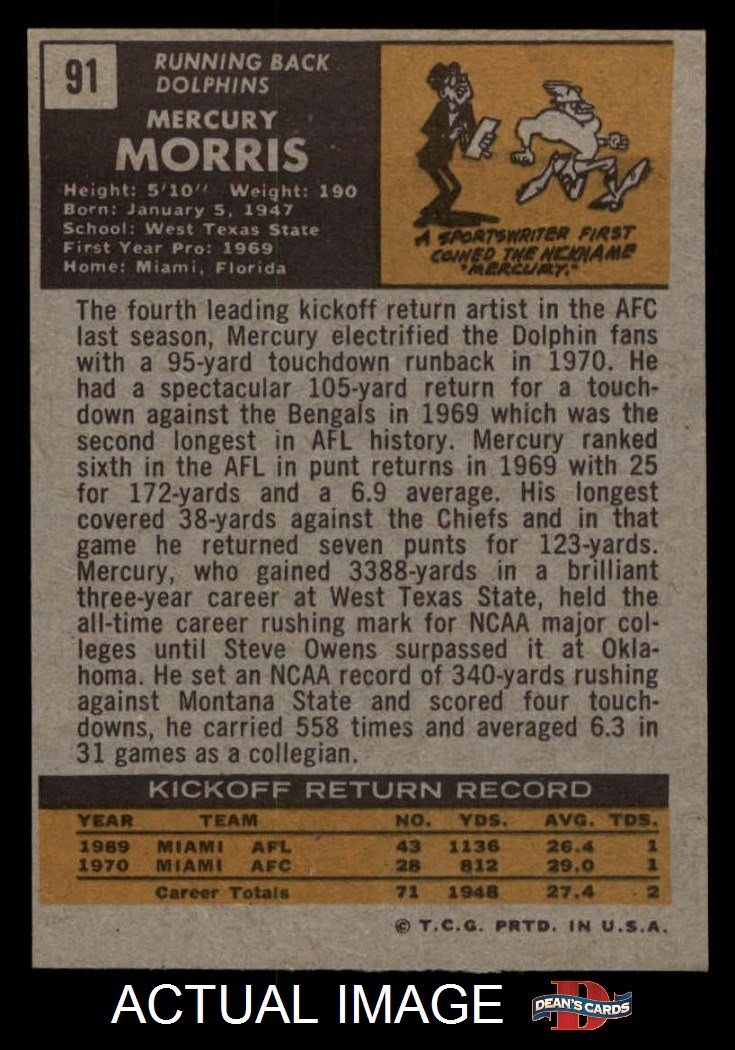 91
RUNNING BACK
DOLPHINS
MERCURY
MORRIS
Height: 5'10" Weight: 190
Born: January 5, 1947
School: West Texas State
First Year Pro: 1969
Home: Miami, Florida
A SPORTSWRITER FIRST
COINED THE NICKNAME
"MERCURY."
The fourth leading kickoff return artist in the AFC
last season, Mercury electrified the Dolphin fans
with a 95-yard touchdown runback in 1970. He
had a spectacular 105-yard return for a touch-
down against the Bengals in 1969 which was the
second longest in AFL history. Mercury ranked
sixth in the AFL in punt returns in 1969 with 25
for 172-yards and a 6.9 average. His longest
covered 38-yards against the Chiefs and in that
game he returned seven punts for 123-yards.
Mercury, who gained 3388-yards in a brilliant
three-year career at West Texas State, held the
all-time career rushing mark for NCAA major col-
leges until Steve Owens surpassed it at Okla-
homa. He set an NCAA record of 340-yards rushing
against Montana State and scored four touch-
downs, he carried 558 times and averaged 6.3 in
31 games as a collegian.
KICKOFF RETURN RECORD
YEAR TEAM NO. YDS. AVG. TDS.
1969 MIAMI AFL 43 1136 26.4 1
1970 MIAMI AFC 28 812 29.0 1
Career Totals 71 1948 27.4 2
© T.C.G. PRTD. IN U.S.A.
ACTUAL IMAGE
D
DEAN'S CARDS